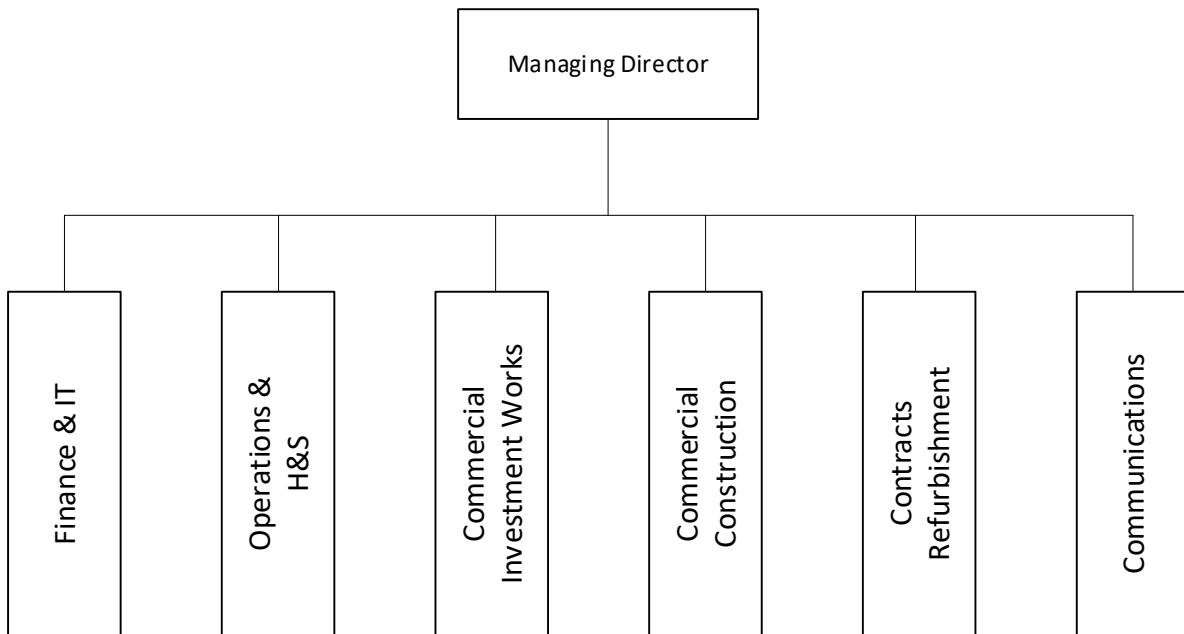 Managing Director
Finance & IT
Operations &
H&S
Commercial
Investment Works
Commercial
Construction
Contracts
Refurbishment
Communications